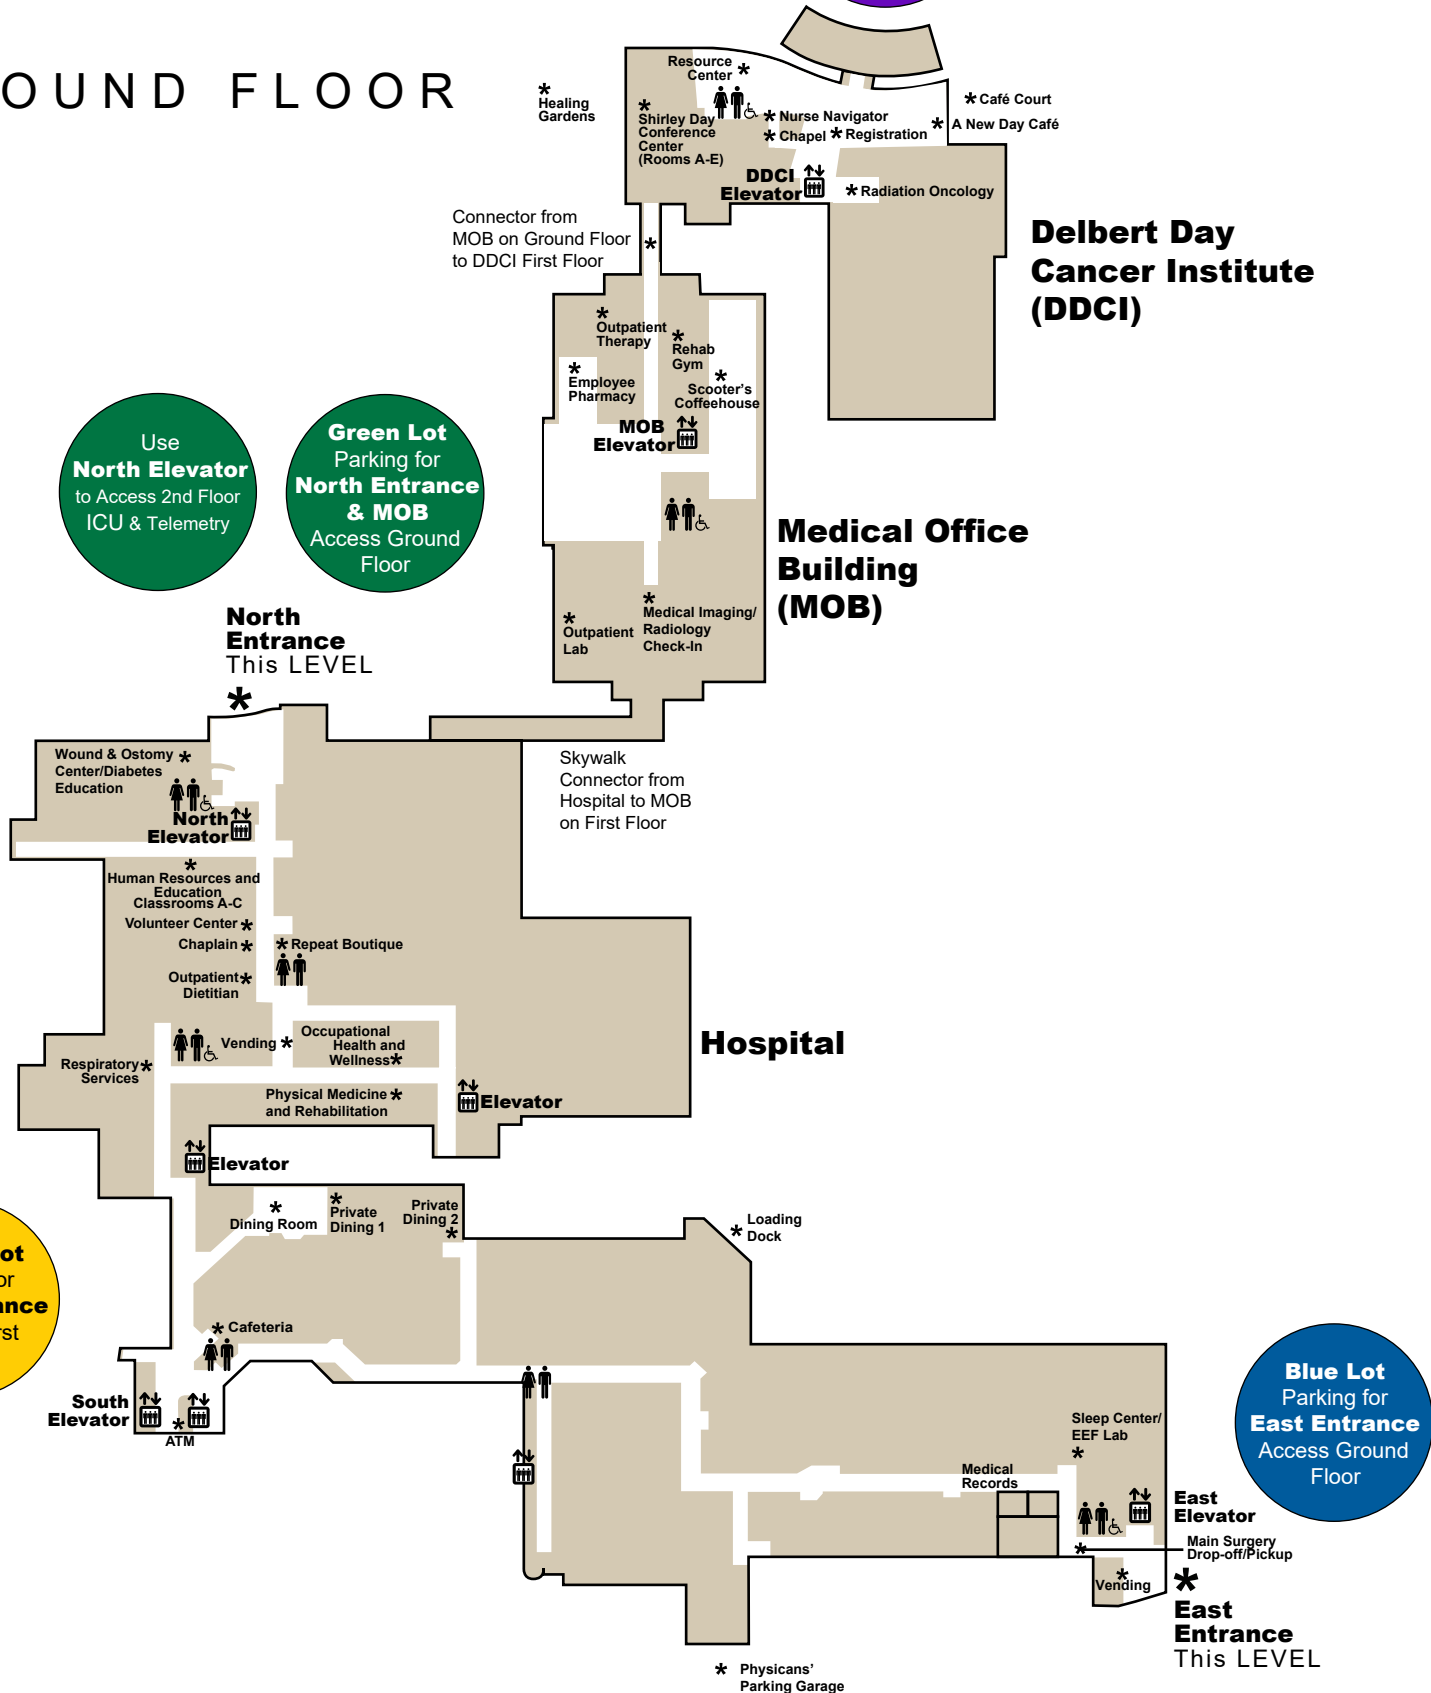 OUND FLOOR
Healing
Gardens
Resource
Center
Shirley Day
Conference
Center
(Rooms A-E)
Nurse Navigator
Chapel
Registration
Café Court
A New Day Café
DDCI
Elevator
Radiation Oncology
Delbert Day
Cancer Institute
(DDCI)
Connector from
MOB on Ground Floor
to DDCI First Floor
Outpatient
Therapy
Rehab
Gym
Employee
Pharmacy
Scooter's
Coffeehouse
MOB
Elevator
Use
North Elevator
to Access 2nd Floor
ICU & Telemetry
Green Lot
Parking for
North Entrance
& MOB
Access Ground
Floor
Medical Office
Building
(MOB)
Outpatient
Lab
Medical Imaging/
Radiology
Check-In
North
Entrance
This LEVEL
Skywalk
Connector from
Hospital to MOB
on First Floor
Wound & Ostomy
Center/Diabetes
Education
North
Elevator
Human Resources and
Education
Classrooms A-C
Volunteer Center
Chaplain
Repeat Boutique
Outpatient
Dietitian
Hospital
Vending
Occupational
Health and
Wellness
Respiratory
Services
Physical Medicine
and Rehabilitation
Elevator
Elevator
Dining Room
Private
Dining 1
Private
Dining 2
Loading
Dock
ot
or
ance
rst
Cafeteria
South
Elevator
ATM
Blue Lot
Parking for
East Entrance
Access Ground
Floor
Sleep Center/
EEF Lab
Medical
Records
East
Elevator
Main Surgery
Drop-off/Pickup
Vending
East
Entrance
This LEVEL
Physicans'
Parking Garage